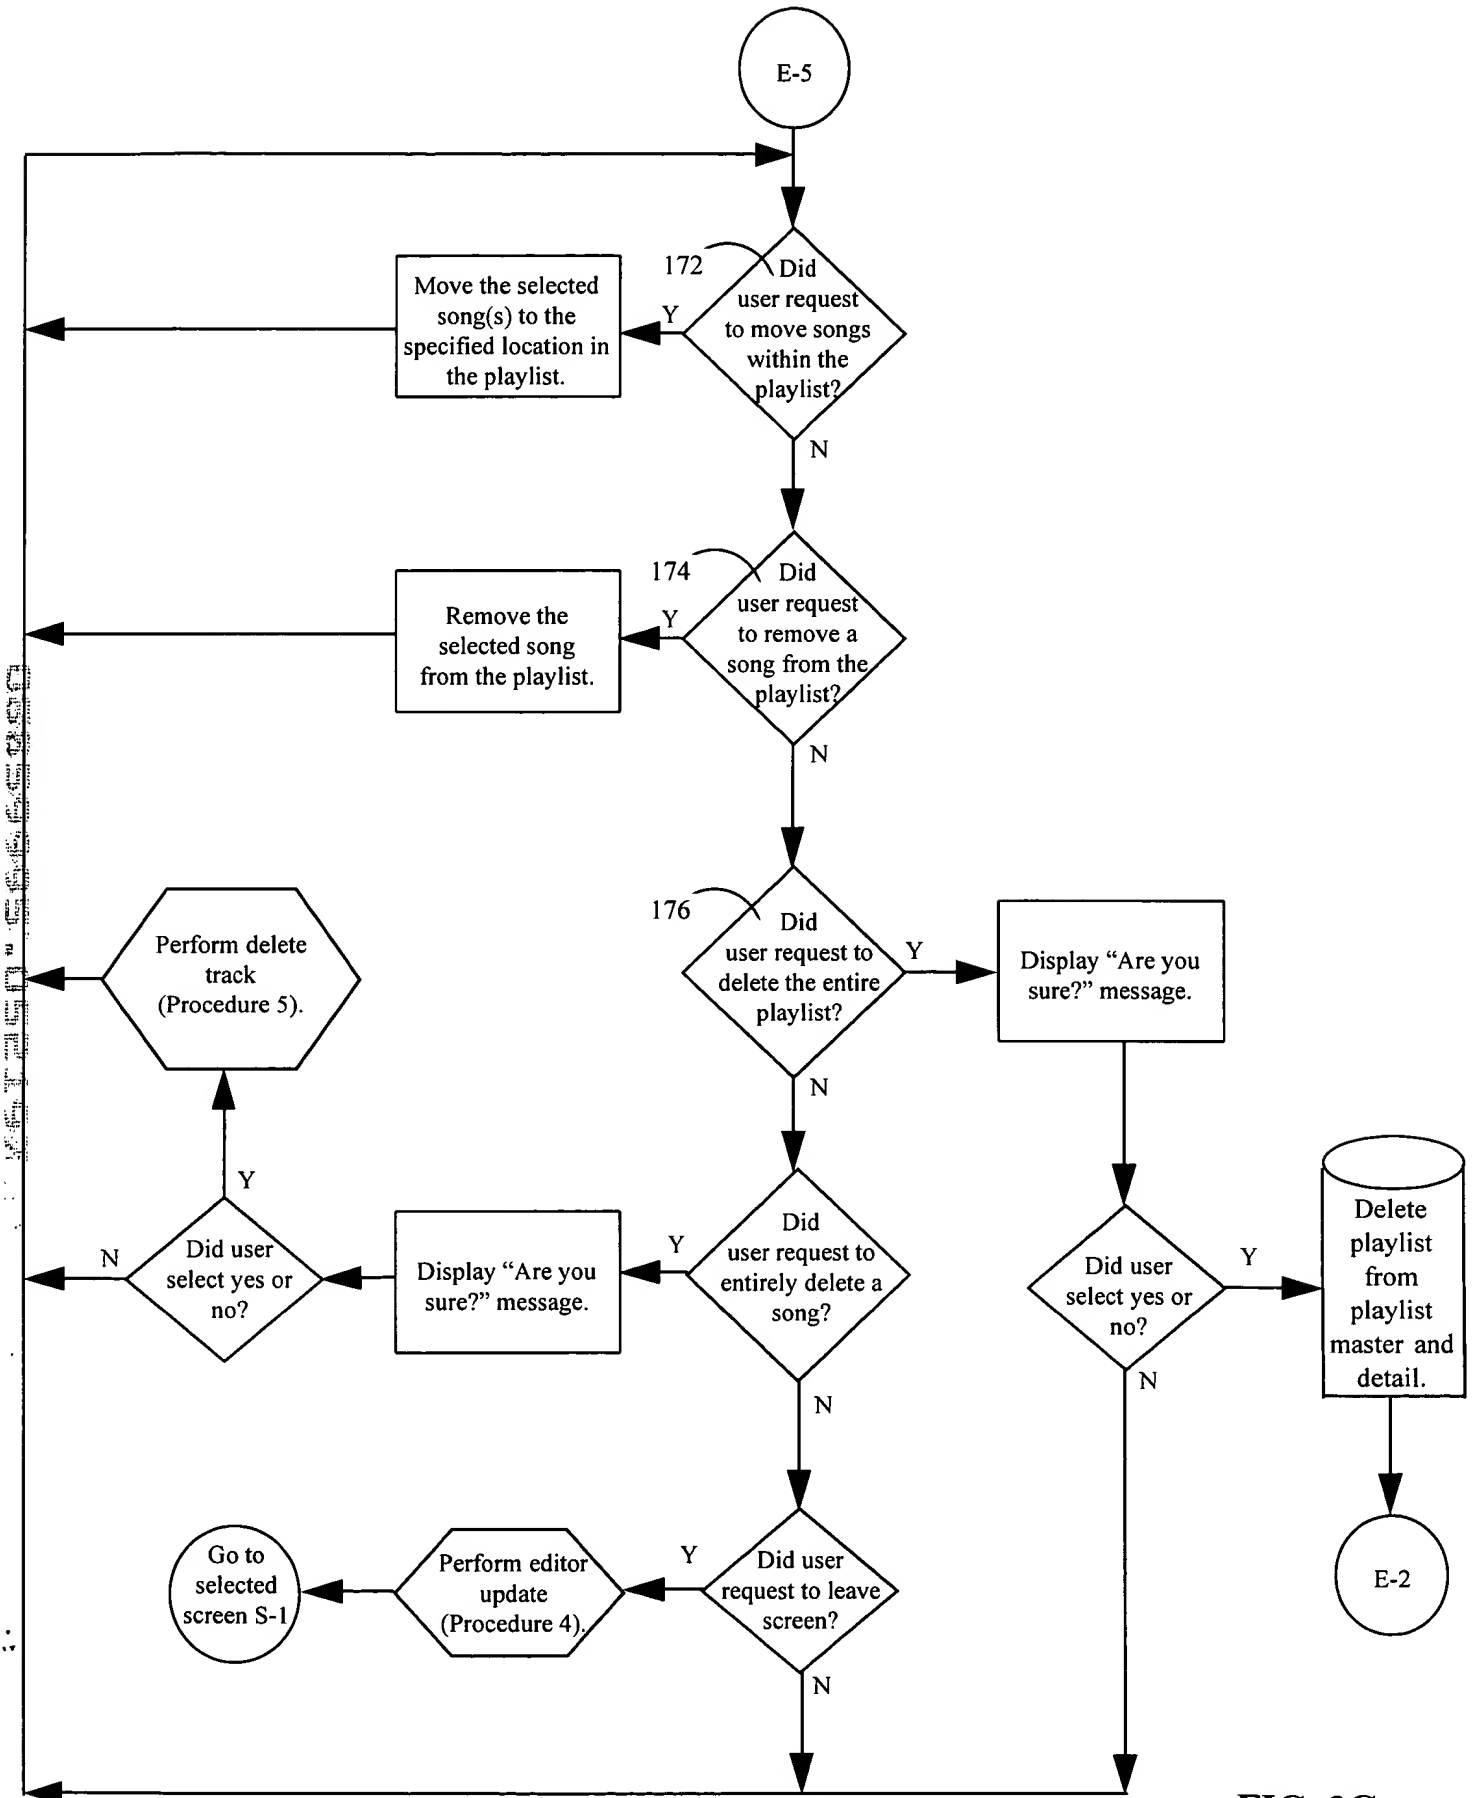 E-5
172
Did
user request
to move songs
within the
playlist?
Y
Move the selected
song(s) to the
specified location in
the playlist.
N
174
Did
user request
to remove a
song from the
playlist?
Y
Remove the
selected song
from the playlist.
N
176
Did
user request to
delete the entire
playlist?
Y
Display “Are you
sure?” message.
N
Perform delete
track
(Procedure 5).
Y
Did user
select yes or
no?
N
Display “Are you
sure?” message.
Y
Did
user request to
entirely delete a
song?
N
Did user
select yes or
no?
Y
N
Delete
playlist
from
playlist
master and
detail.
E-2
Go to
selected
screen S-1
Perform editor
update
(Procedure 4).
Y
Did user
request to leave
screen?
N